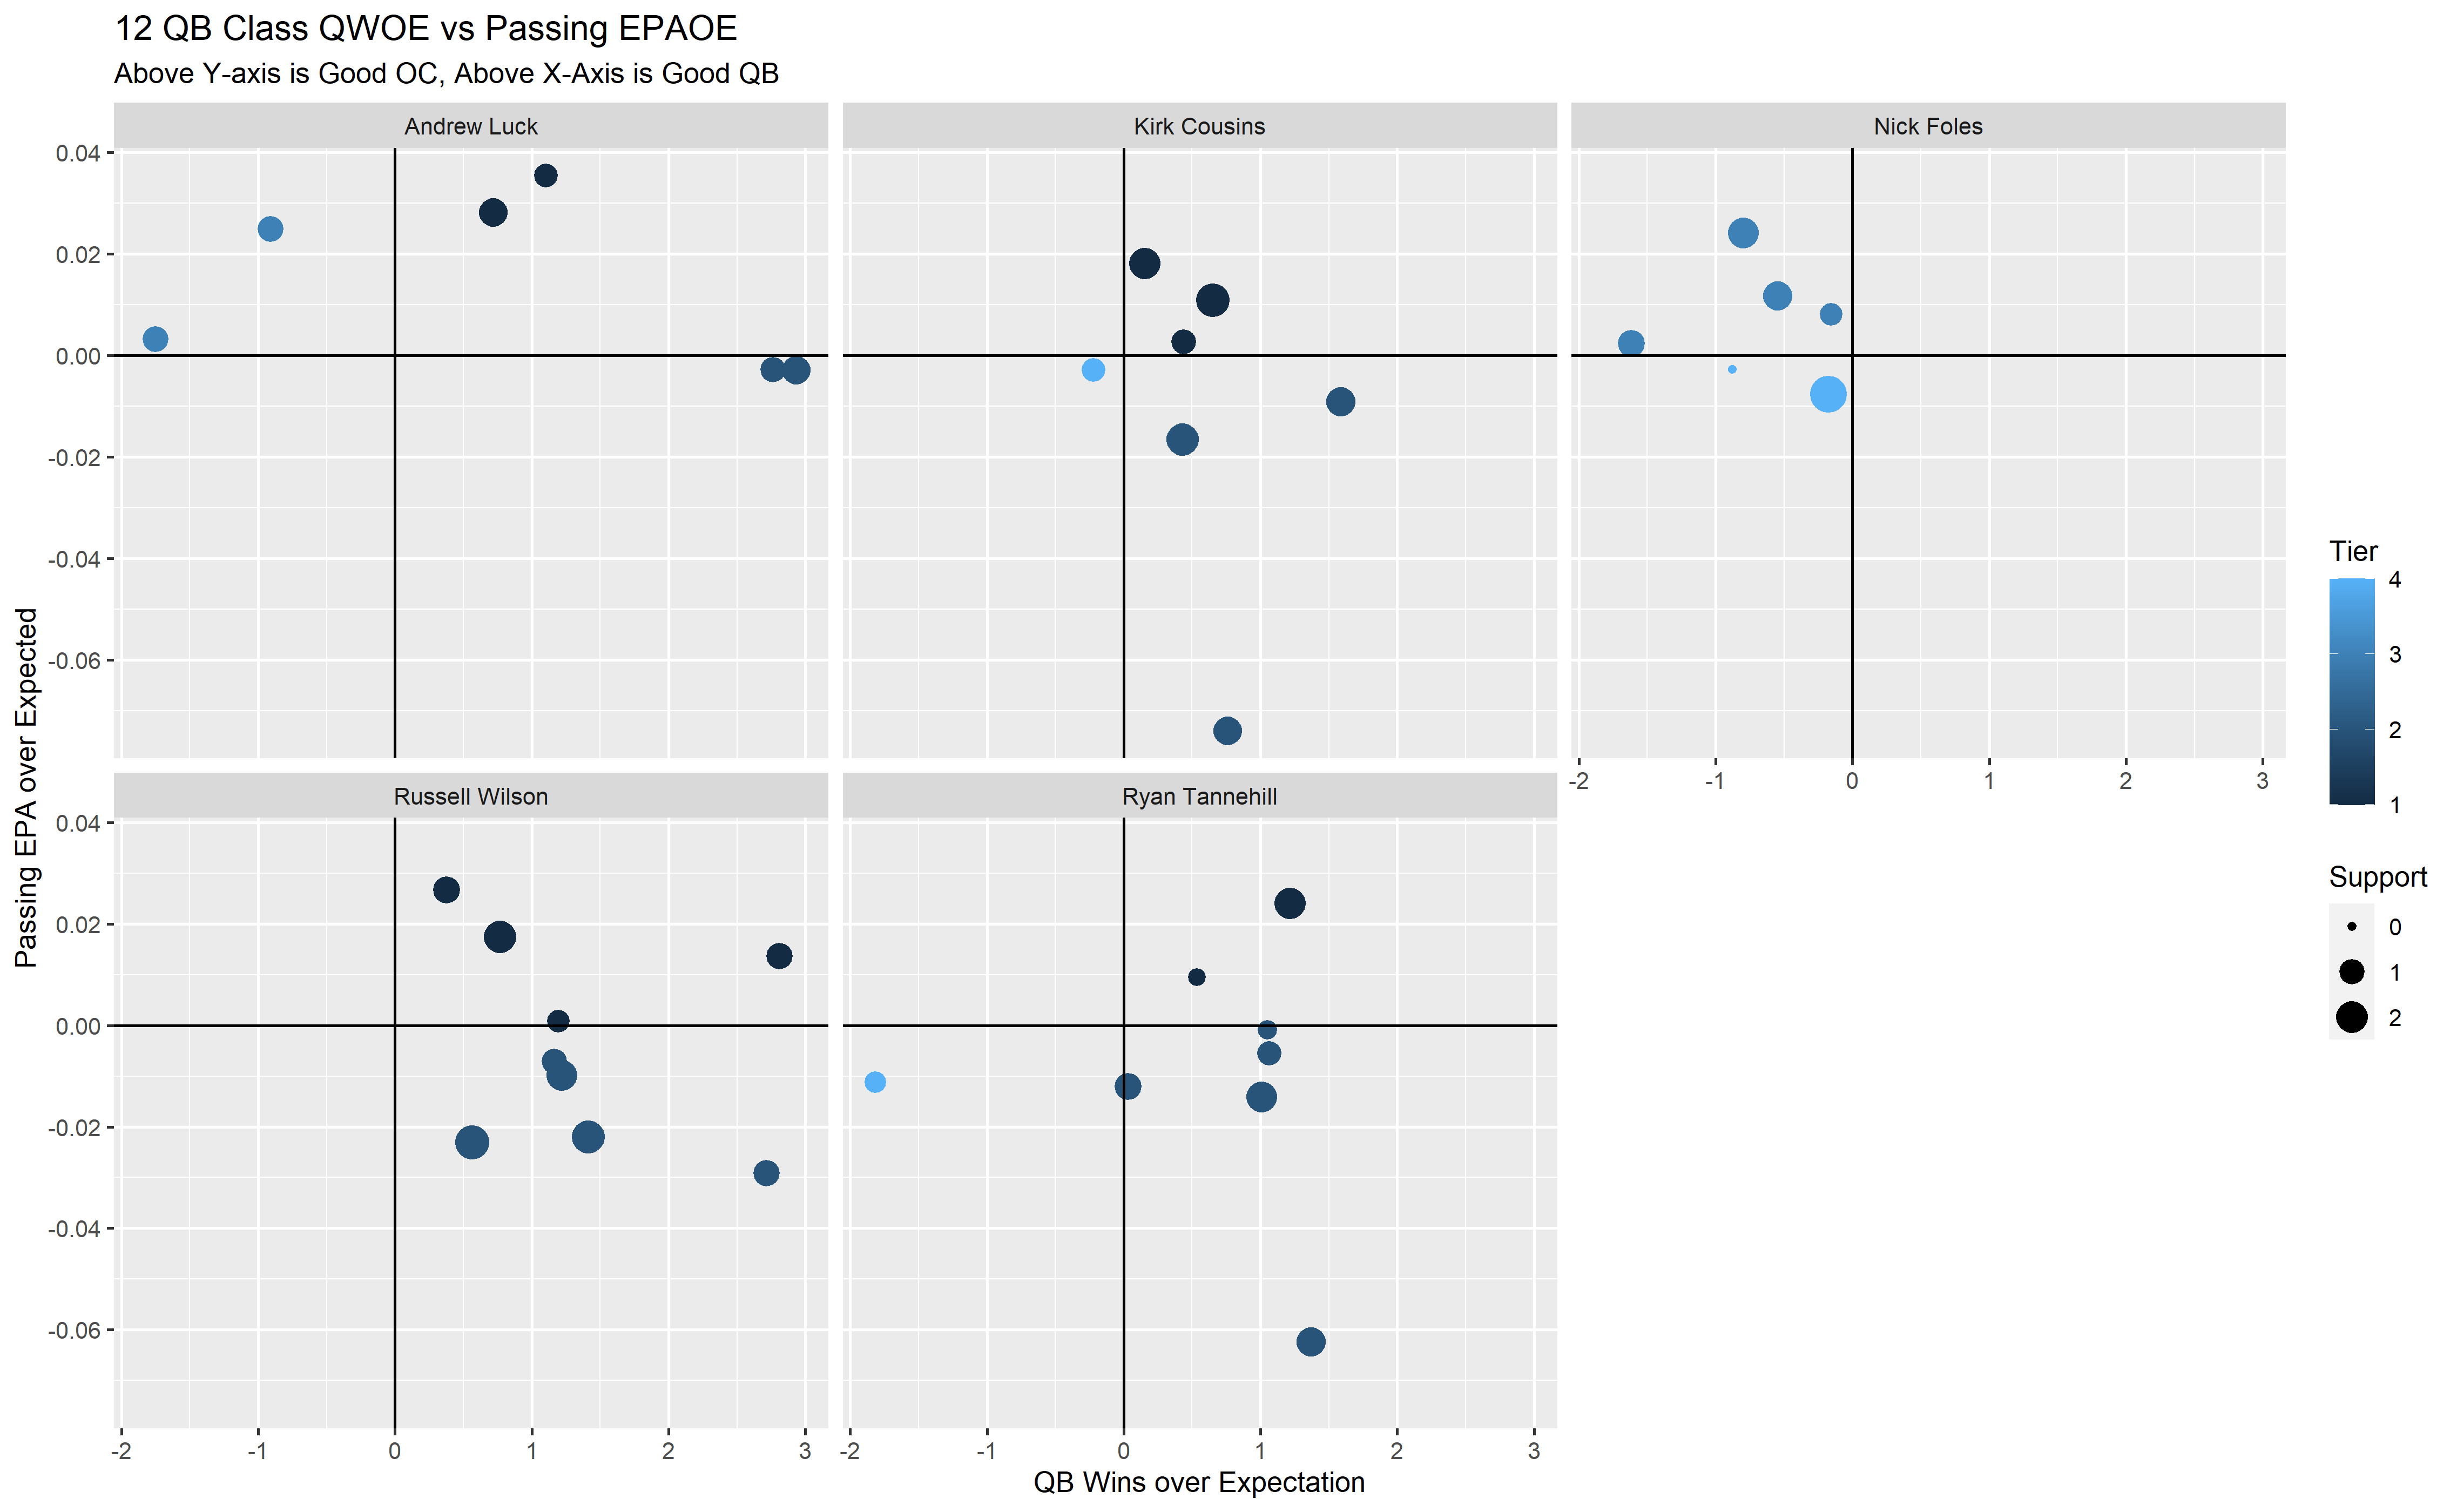 12 QB Class QWOE vs Passing EPAOE
Above Y-axis is Good OC, Above X-Axis is Good QB
Andrew Luck
Kirk Cousins
Nick Foles
0.04
0.02
0.00
-0.02
-0.04
-0.06
-2 -1 0 1 2 3
Russell Wilson
Ryan Tannehill
0.04
0.02
0.00
-0.02
-0.04
-0.06
-2 -1 0 1 2 3
-2 -1 0 1 2 3
QB Wins over Expectation
Passing EPA over Expected
Tier
4
3
2
1
Support
0
1
2